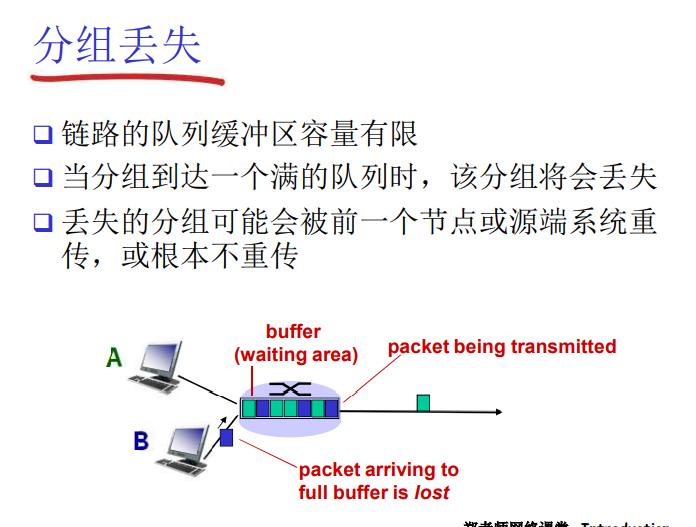 分组丢失
链路的队列缓冲区容量有限
当分组到达一个满的队列时，该分组将会丢失
丢失的分组可能会被前一个节点或源端系统重
传，或根本不重传
buffer
(waiting area)
packet being transmitted
A
B
packet arriving to
full buffer is lost